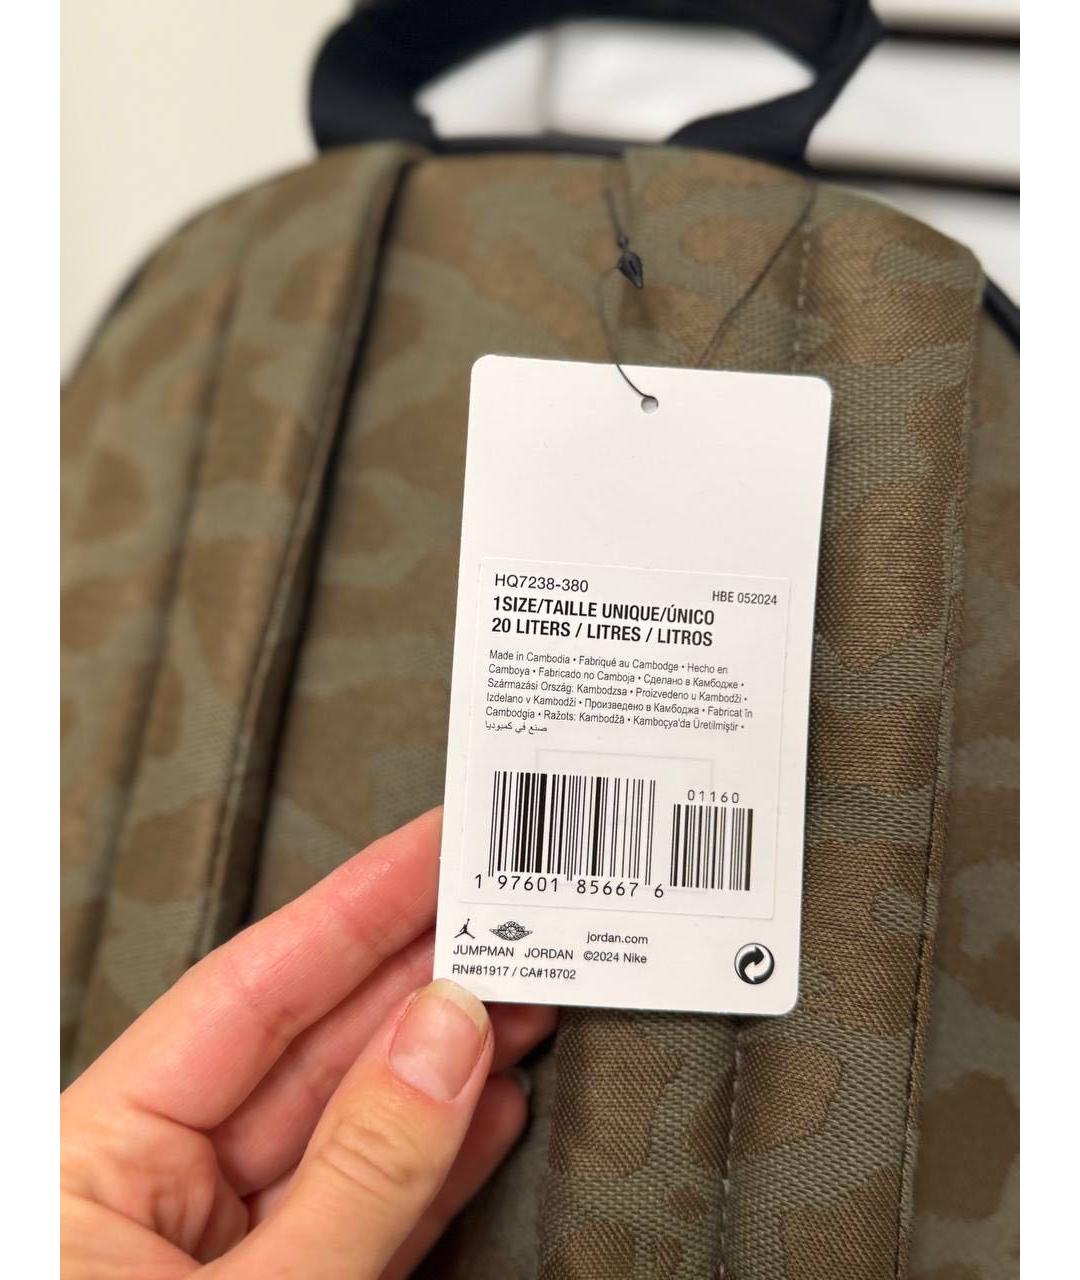 HQ7238-380
HBE 052024
1SIZE/TAILLE UNIQUE/ÚNICO
20 LITERS / LITRES / LITROS
Made in Cambodia • Fabriqué au Cambodge • Hecho en
Camboya • Fabricado no Camboja • Сделано в Камбодже •
Származási Ország: Kambodzsa • Proizvedeno u Kambodži •
Izdelano v Kambodži • Произведено в Камбоджа • Fabricat în
Cambodgia • Ražots: Kambodžā • Kamboçya'da Üretilmiştir •
صنع في كمبوديا
01160
1 97601 85667 6
jordan.com
JUMPMAN JORDAN ©2024 Nike
RN#81917 / CA#18702